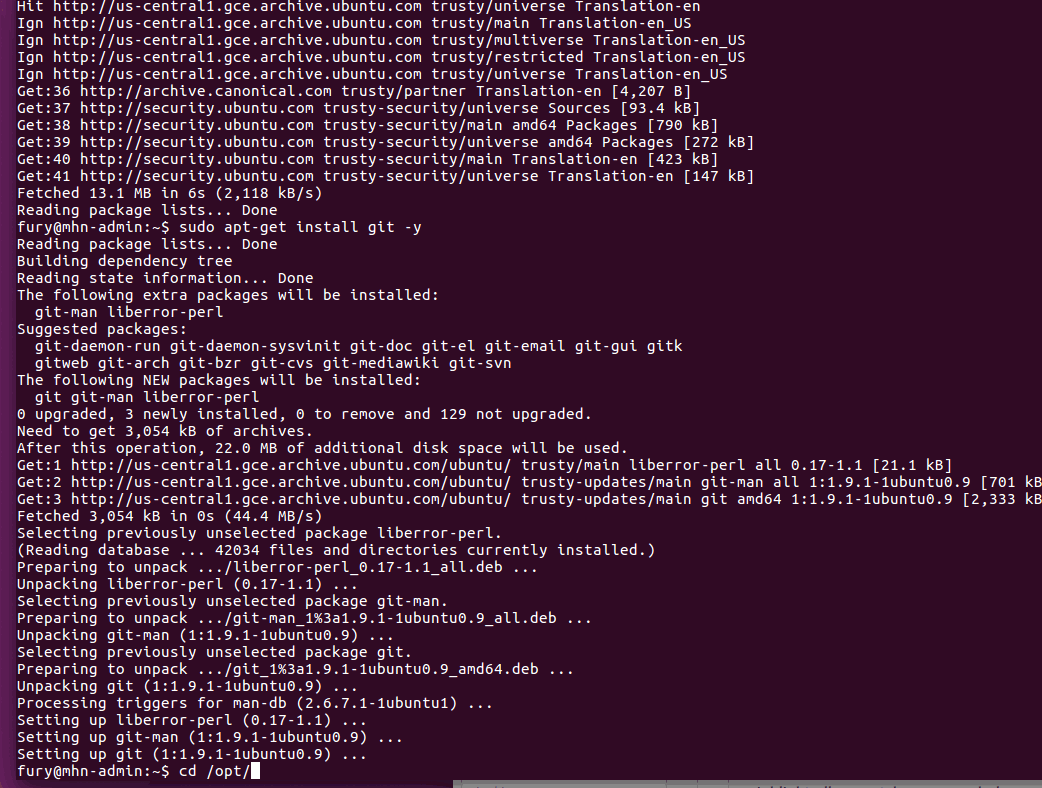 Hit http://us-central1.gce.archive.ubuntu.com trusty/universe Translation-en
Ign http://us-central1.gce.archive.ubuntu.com trusty/main Translation-en_US
Ign http://us-central1.gce.archive.ubuntu.com trusty/multiverse Translation-en_US
Ign http://us-central1.gce.archive.ubuntu.com trusty/restricted Translation-en_US
Ign http://us-central1.gce.archive.ubuntu.com trusty/universe Translation-en_US
Get:36 http://archive.canonical.com trusty/partner Translation-en [4,207 B]
Get:37 http://security.ubuntu.com trusty-security/universe Sources [93.4 kB]
Get:38 http://security.ubuntu.com trusty-security/main amd64 Packages [790 kB]
Get:39 http://security.ubuntu.com trusty-security/universe amd64 Packages [272 kB]
Get:40 http://security.ubuntu.com trusty-security/main Translation-en [423 kB]
Get:41 http://security.ubuntu.com trusty-security/universe Translation-en [147 kB]
Fetched 13.1 MB in 6s (2,118 kB/s)
Reading package lists... Done
fury@mhn-admin:~$ sudo apt-get install git -y
Reading package lists... Done
Building dependency tree
Reading state information... Done
The following extra packages will be installed:
  git-man liberror-perl
Suggested packages:
  git-daemon-run git-daemon-sysvinit git-doc git-el git-email git-gui gitk
  gitweb git-arch git-bzr git-cvs git-mediawiki git-svn
The following NEW packages will be installed:
  git git-man liberror-perl
0 upgraded, 3 newly installed, 0 to remove and 129 not upgraded.
Need to get 3,054 kB of archives.
After this operation, 22.0 MB of additional disk space will be used.
Get:1 http://us-central1.gce.archive.ubuntu.com/ubuntu/ trusty/main liberror-perl all 0.17-1.1 [21.1 kB]
Get:2 http://us-central1.gce.archive.ubuntu.com/ubuntu/ trusty-updates/main git-man all 1:1.9.1-1ubuntu0.9 [701 kB
Get:3 http://us-central1.gce.archive.ubuntu.com/ubuntu/ trusty-updates/main git amd64 1:1.9.1-1ubuntu0.9 [2,333 kB
Fetched 3,054 kB in 0s (44.4 MB/s)
Selecting previously unselected package liberror-perl.
(Reading database ... 42034 files and directories currently installed.)
Preparing to unpack .../liberror-perl_0.17-1.1_all.deb ...
Unpacking liberror-perl (0.17-1.1) ...
Selecting previously unselected package git-man.
Preparing to unpack .../git-man_1%3a1.9.1-1ubuntu0.9_all.deb ...
Unpacking git-man (1:1.9.1-1ubuntu0.9) ...
Selecting previously unselected package git.
Preparing to unpack .../git_1%3a1.9.1-1ubuntu0.9_amd64.deb ...
Unpacking git (1:1.9.1-1ubuntu0.9) ...
Processing triggers for man-db (2.6.7.1-1ubuntu1) ...
Setting up liberror-perl (0.17-1.1) ...
Setting up git-man (1:1.9.1-1ubuntu0.9) ...
Setting up git (1:1.9.1-1ubuntu0.9) ...
fury@mhn-admin:~$ cd /opt/